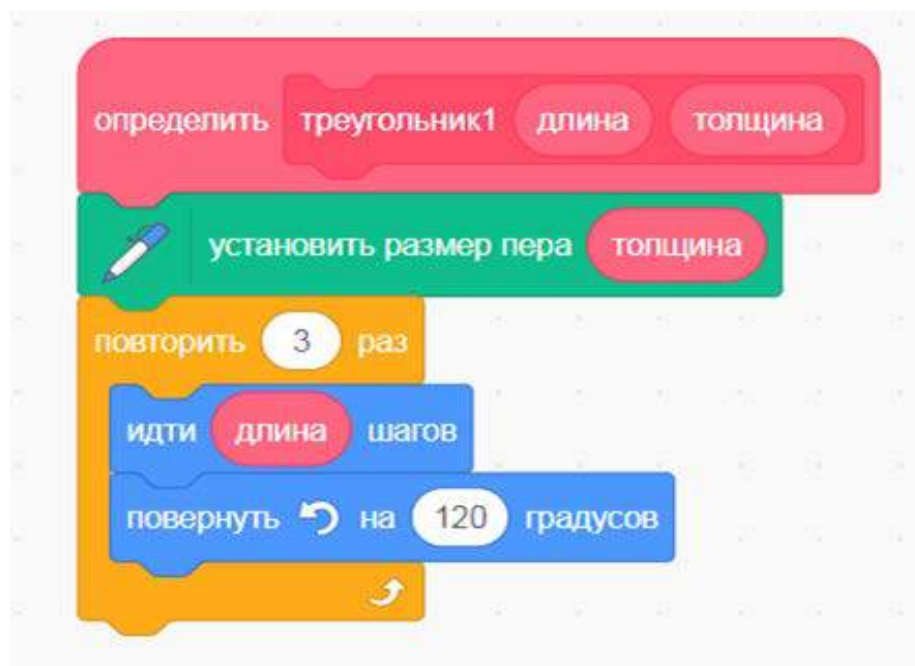 определить треугольник1 длина толщина
установить размер пера толщина
повторить 3 раз
идти длина шагов
повернуть на 120 градусов